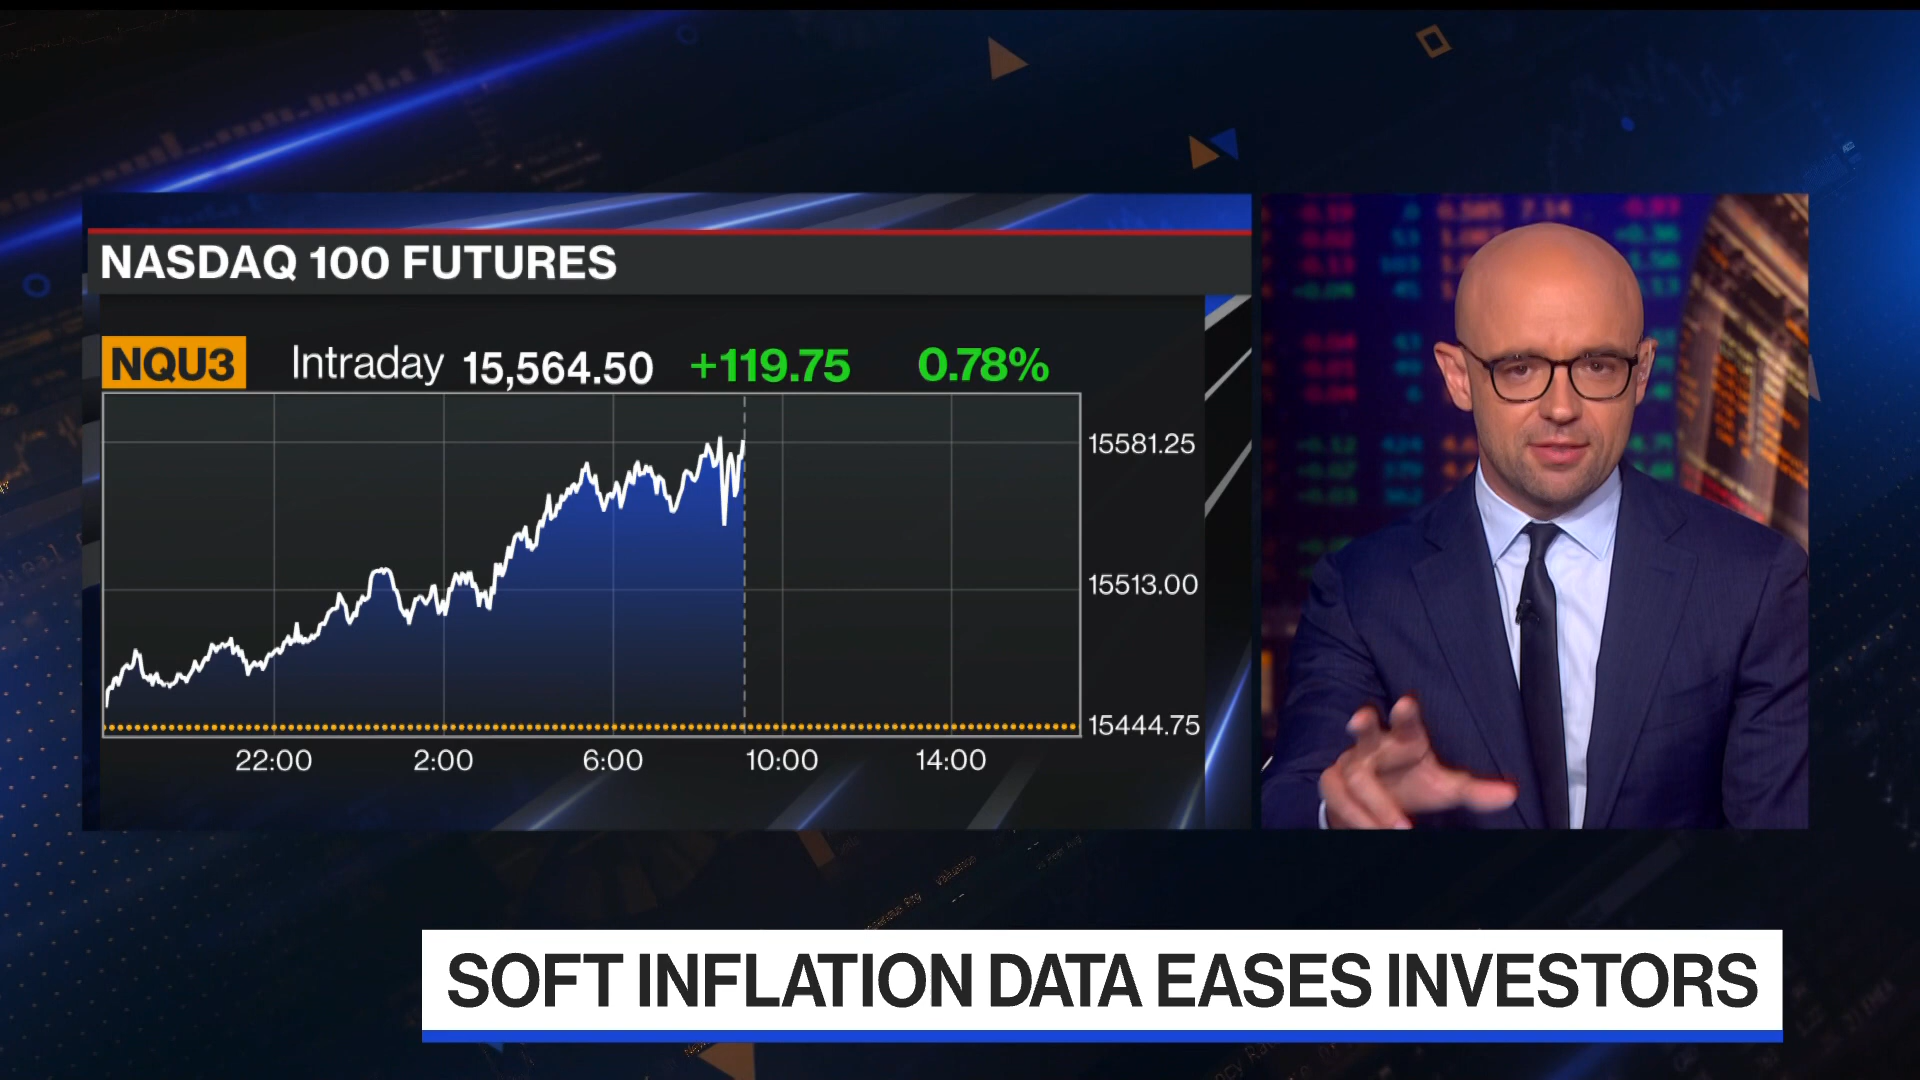 NASDAQ 100 FUTURES
NQU3 Intraday 15,564.50 +119.75 0.78%
15581.25
15513.00
15444.75
22:00 2:00 6:00 10:00 14:00
SOFT INFLATION DATA EASES INVESTORS